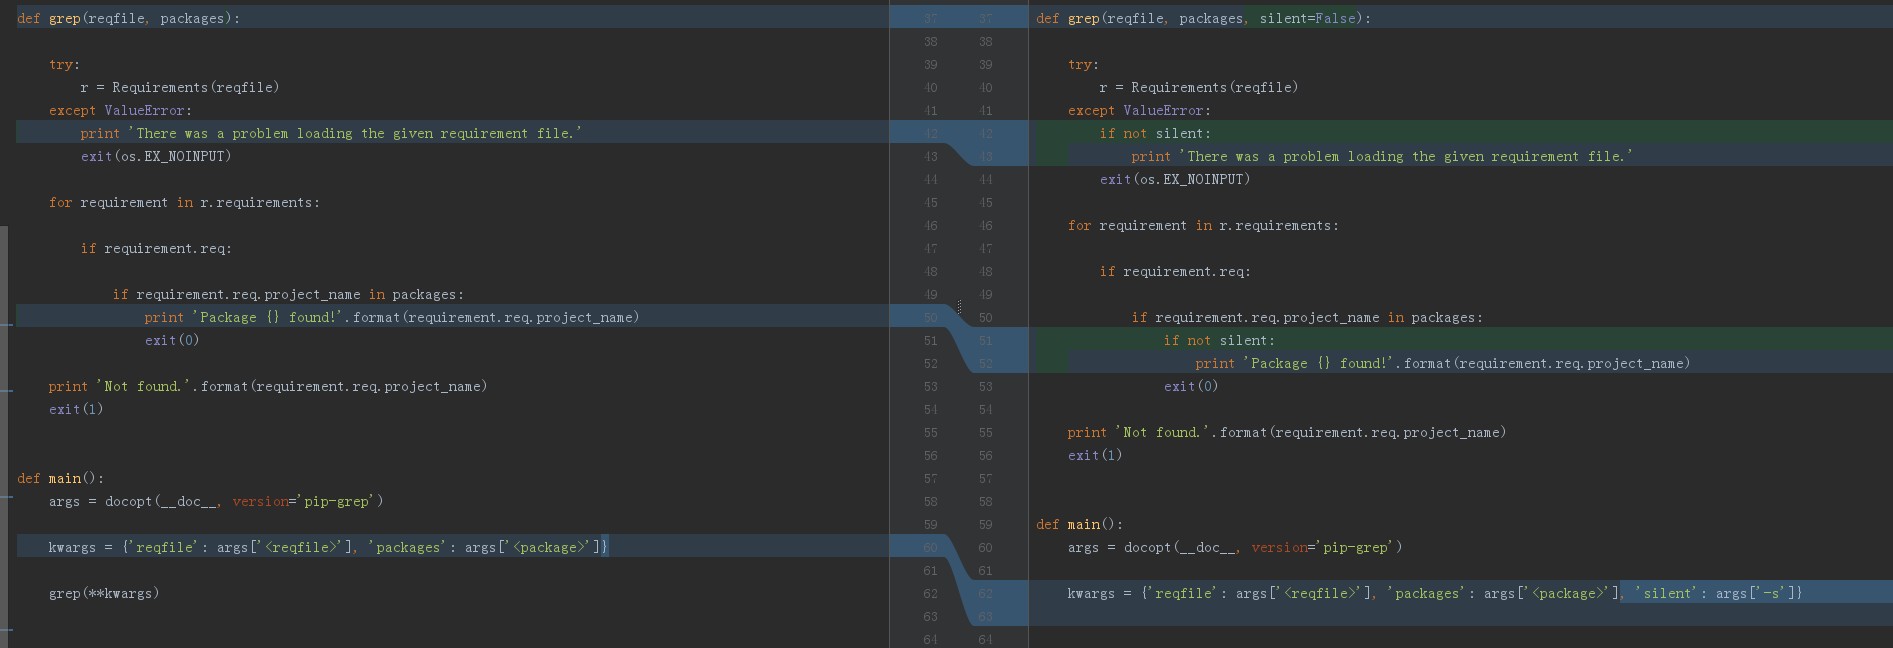 def grep(reqfile, packages):
try:
r = Requirements(reqfile)
except ValueError:
print 'There was a problem loading the given requirement file.'
exit(os.EX_NOINPUT)
for requirement in r.requirements:
if requirement.req:
if requirement.req.project_name in packages:
print 'Package {} found!'.format(requirement.req.project_name)
exit(0)
print 'Not found.'.format(requirement.req.project_name)
exit(1)
def main():
args = docopt(__doc__, version='pip-grep')
kwargs = {'reqfile': args['<reqfile>'], 'packages': args['<package>']}
grep(**kwargs)
37 37
38 38
39 39
40 40
41 41
42 42
43 43
44 44
45 45
46 46
47 47
48 48
49 49
50 50
51 51
52 52
53 53
54 54
55 55
56 56
57 57
58 58
59 59
60 60
61 61
62 62
63 63
64 64
def grep(reqfile, packages, silent=False):
try:
r = Requirements(reqfile)
except ValueError:
if not silent:
print 'There was a problem loading the given requirement file.'
exit(os.EX_NOINPUT)
for requirement in r.requirements:
if requirement.req:
if requirement.req.project_name in packages:
if not silent:
print 'Package {} found!'.format(requirement.req.project_name)
exit(0)
print 'Not found.'.format(requirement.req.project_name)
exit(1)
def main():
args = docopt(__doc__, version='pip-grep')
kwargs = {'reqfile': args['<reqfile>'], 'packages': args['<package>'], 'silent': args['-s']}